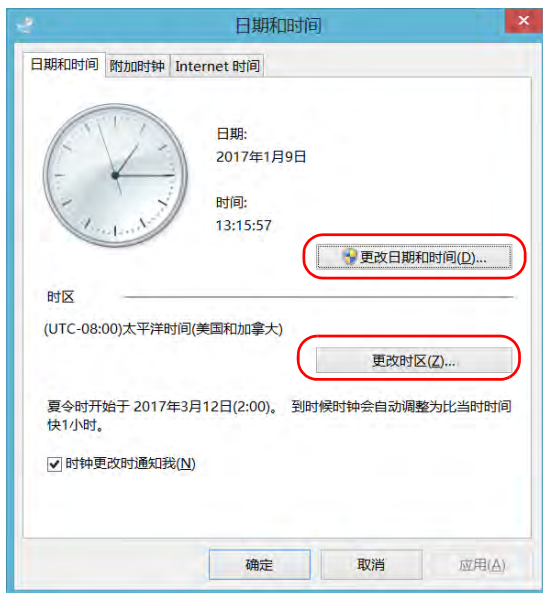 日期和时间
日期和时间 附加时钟 Internet 时间
日期:
2017年1月9日
时间:
13:15:57
更改日期和时间(D)...
时区
(UTC-08:00)太平洋时间(美国和加拿大)
更改时区(Z)...
夏令时开始于 2017年3月12日(2:00)。 到时候时钟会自动调整为比当时时间
快1小时。
时钟更改时通知我(N)
确定 取消 应用(A)